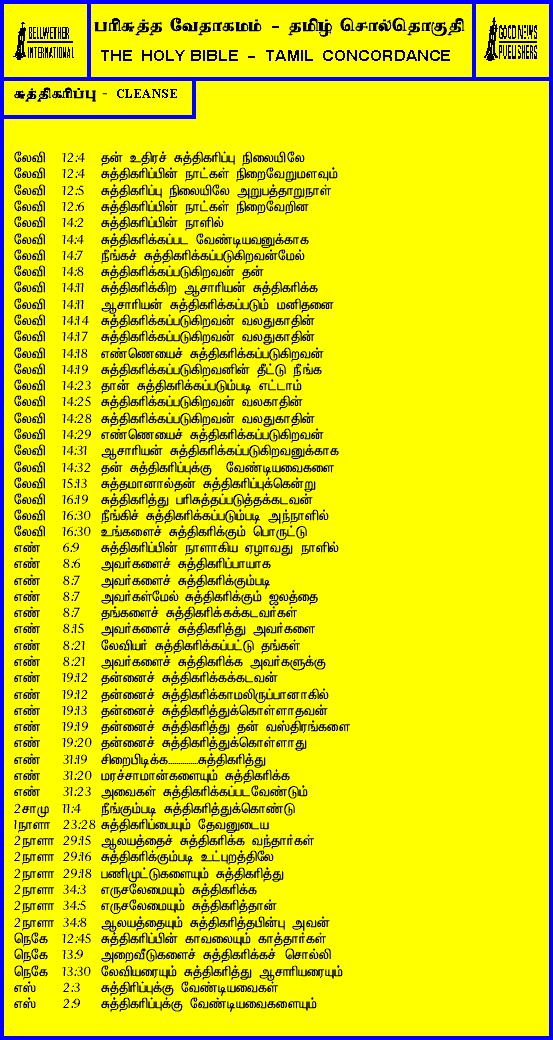 BELLWETHER
INTERNATIONAL
பரிசுத்த வேதாகமம் - தமிழ் சொல்தொகுதி
THE HOLY BIBLE - TAMIL CONCORDANCE
GOOD NEWS
PUBLISHERS
சுத்திகரிப்பு - CLEANSE
லேவி 12:4 தன் உதிரச் சுத்திகரிப்பு நிலையிலே
லேவி 12:4 சுத்திகரிப்பின் நாட்கள் நிறைவேறுமளவும்
லேவி 12:5 சுத்திகரிப்பு நிலையிலே அறுபத்தாறுநாள்
லேவி 12:6 சுத்திகரிப்பின் நாட்கள் நிறைவேறின
லேவி 14:2 சுத்திகரிப்பின் நாளில்
லேவி 14:4 சுத்திகரிக்கப்பட வேண்டியவனுக்காக
லேவி 14:7 நீங்கச் சுத்திகரிக்கப்படுகிறவன்மேல்
லேவி 14:8 சுத்திகரிக்கப்படுகிறவன் தன்
லேவி 14:11 சுத்திகரிக்கிற ஆசாரியன் சுத்திகரிக்க
லேவி 14:11 ஆசாரியன் சுத்திகரிக்கப்படும் மனிதனை
லேவி 14:14 சுத்திகரிக்கப்படுகிறவன் வலதுகாதின்
லேவி 14:17 சுத்திகரிக்கப்படுகிறவன் வலதுகாதின்
லேவி 14:18 எண்ணெயைச் சுத்திகரிக்கப்படுகிறவன்
லேவி 14:19 சுத்திகரிக்கப்படுகிறவனின் தீட்டு நீங்க
லேவி 14:23 தான் சுத்திகரிக்கப்படும்படி எட்டாம்
லேவி 14:25 சுத்திகரிக்கப்படுகிறவன் வலகாதின்
லேவி 14:28 சுத்திகரிக்கப்படுகிறவன் வலதுகாதின்
லேவி 14:29 எண்ணெயைச் சுத்திகரிக்கப்படுகிறவன்
லேவி 14:31 ஆசாரியன் சுத்திகரிக்கப்படுகிறவனுக்காக
லேவி 14:32 தன் சுத்திகரிப்புக்கு வேண்டியவைகளை
லேவி 15:13 சுத்தமானால்தன் சுத்திகரிப்புக்கென்று
லேவி 16:19 சுத்திகரித்து பரிசுத்தப்படுத்தக்கடவன்
லேவி 16:30 நீங்கிச் சுத்திகரிக்கப்படும்படி அந்நாளில்
லேவி 16:30 உங்களைச் சுத்திகரிக்கும் பொருட்டு
எண் 6:9 சுத்திகரிப்பின் நாளாகிய ஏழாவது நாளில்
எண் 8:6 அவர்களைச் சுத்திகரிப்பாயாக
எண் 8:7 அவர்களைச் சுத்திகரிக்கும்படி
எண் 8:7 அவர்கள்மேல் சுத்திகரிக்கும் ஜலத்தை
எண் 8:7 தங்களைச் சுத்திகரிக்கக்கடவர்கள்
எண் 8:15 அவர்களைச் சுத்திகரித்து அவர்களை
எண் 8:21 லேவியர் சுத்திகரிக்கப்பட்டு தங்கள்
எண் 8:21 அவர்களைச் சுத்திகரிக்க அவர்களுக்கு
எண் 19:12 தன்னைச் சுத்திகரிக்கக்கடவன்
எண் 19:12 தன்னைச் சுத்திகரிக்காமலிருப்பானாகில்
எண் 19:13 தன்னைச் சுத்திகரித்துக்கொள்ளாதவன்
எண் 19:19 தன்னைச் சுத்திகரித்து தன் வஸ்திரங்களை
எண் 19:20 தன்னைச் சுத்திகரித்துக்கொள்ளாது
எண் 31:19 சிறைபிடிக்க..............சுத்திகரித்து
எண் 31:20 மரச்சாமான்களையும் சுத்திகரிக்க
எண் 31:23 அவைகள் சுத்திகரிக்கப்படவேண்டும்
2சாமு 11:4 நீங்கும்படி சுத்திகரித்துக்கொண்டு
1நாளா 23:28 சுத்திகரிப்பையும் தேவனுடைய
2நாளா 29:15 ஆலயத்தைச் சுத்திகரிக்க வந்தார்கள்
2நாளா 29:16 சுத்திகரிக்கும்படி உட்புறத்திலே
2நாளா 29:18 பணிமுட்டுகளையும் சுத்திகரித்து
2நாளா 34:3 எருசலேமையும் சுத்திகரிக்க
2நாளா 34:5 எருசலேமையும் சுத்திகரித்தான்
2நாளா 34:8 ஆலயத்தையும் சுத்திகரித்தபின்பு அவன்
நெகே 12:45 சுத்திகரிப்பின் காவலையும் காத்தார்கள்
நெகே 13:9 அறைவீடுகளைச் சுத்திகரிக்கச் சொல்லி
நெகே 13:30 லேவியரையும் சுத்திகரித்து ஆசாரியரையும்
எஸ் 2:3 சுத்திரிப்புக்கு வேண்டியவைகள்
எஸ் 2:9 சுத்திகரிப்புக்கு வேண்டியவைகளையும்